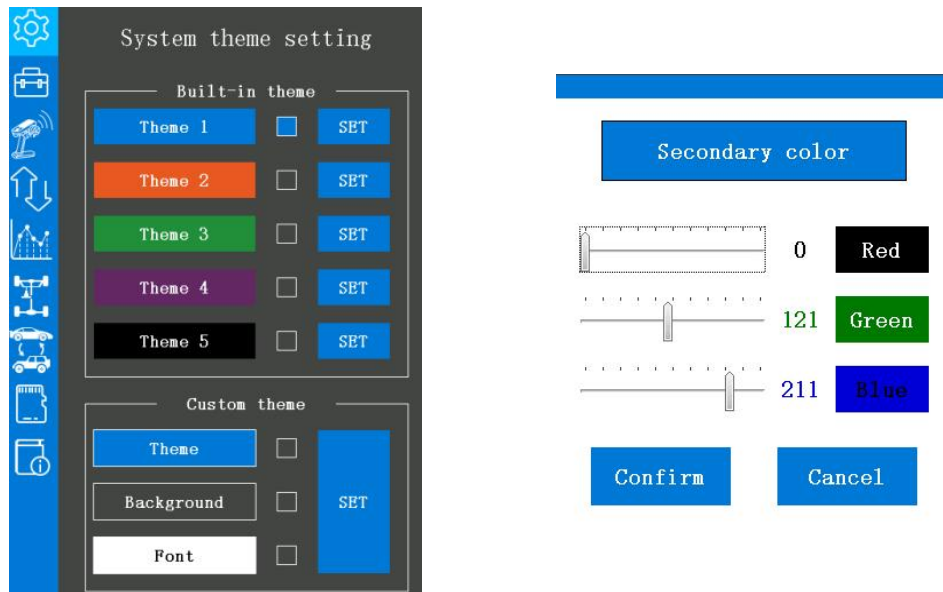 System theme setting
Built-in theme
Theme 1 SET
Theme 2 SET
Theme 3 SET
Theme 4 SET
Theme 5 SET
Custom theme
Theme
Background SET
Font
Secondary color
0 Red
121 Green
211 Blue
Confirm Cancel